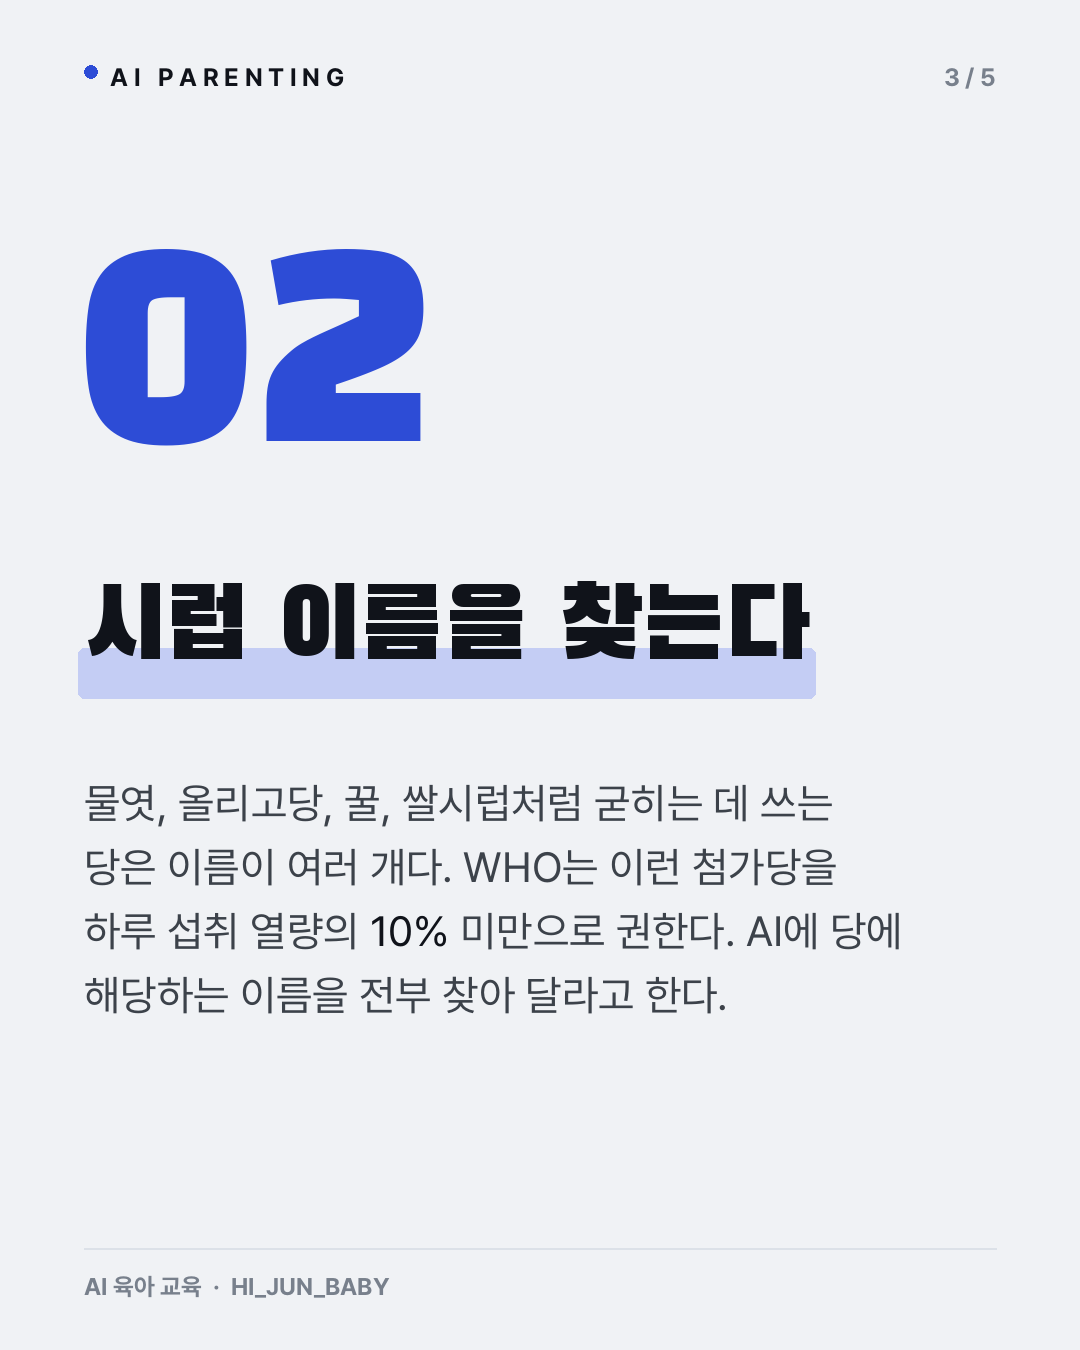 AI PARENTING
3 / 5
02
시럽 이름을 찾는다
물엿, 올리고당, 꿀, 쌀시럽처럼 굳히는 데 쓰는
당은 이름이 여러 개다. WHO는 이런 첨가당을
하루 섭취 열량의 10% 미만으로 권한다. AI에 당에
해당하는 이름을 전부 찾아 달라고 한다.
AI 육아 교육 · HI_JUN_BABY